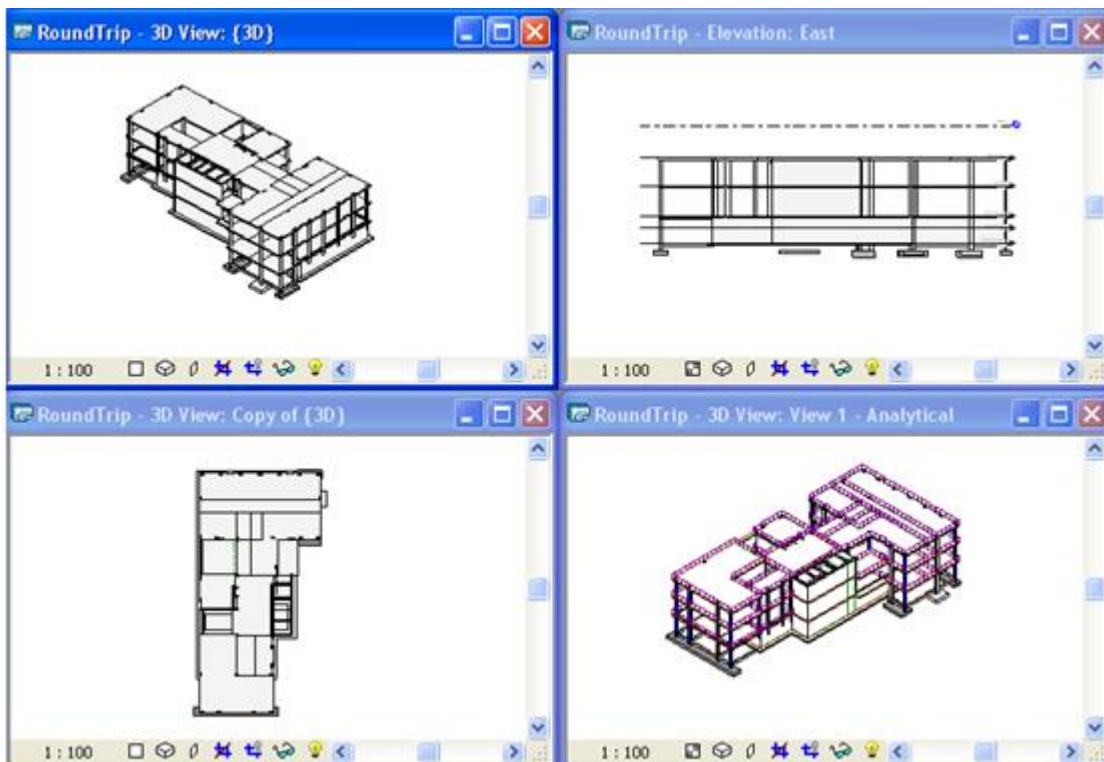 RoundTrip - 3D View: {3D}
RoundTrip - Elevation: East
1 : 100
1 : 100
RoundTrip - 3D View: Copy of {3D}
RoundTrip - 3D View: View 1 - Analytical
1 : 100
1 : 100